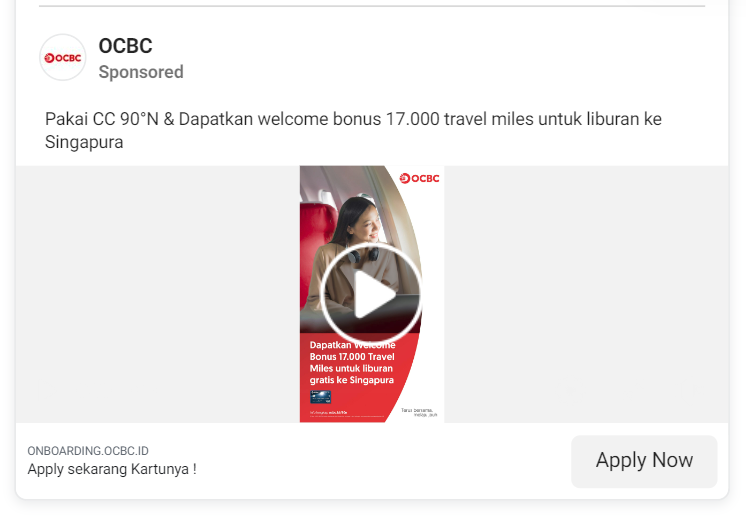 OCBC
OCBC
Sponsored
Pakai CC 90°N & Dapatkan welcome bonus 17.000 travel miles untuk liburan ke
Singapura
OCBC
Dapatkan Welcome
Bonus 17.000 Travel
Miles untuk liburan
gratis ke Singapura
ONBOARDING.OCBC.ID
Apply sekarang Kartunya !
Apply Now